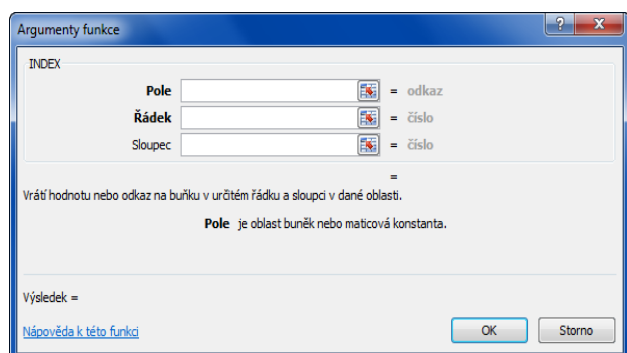 Argumenty funkce
INDEX
Pole = odkaz
Řádek = číslo
Sloupec = číslo
=
Vrátí hodnotu nebo odkaz na buňku v určitém řádku a sloupci v dané oblasti.
Pole je oblast buněk nebo maticová konstanta.
Výsledek =
Nápověda k této funkci OK Storno